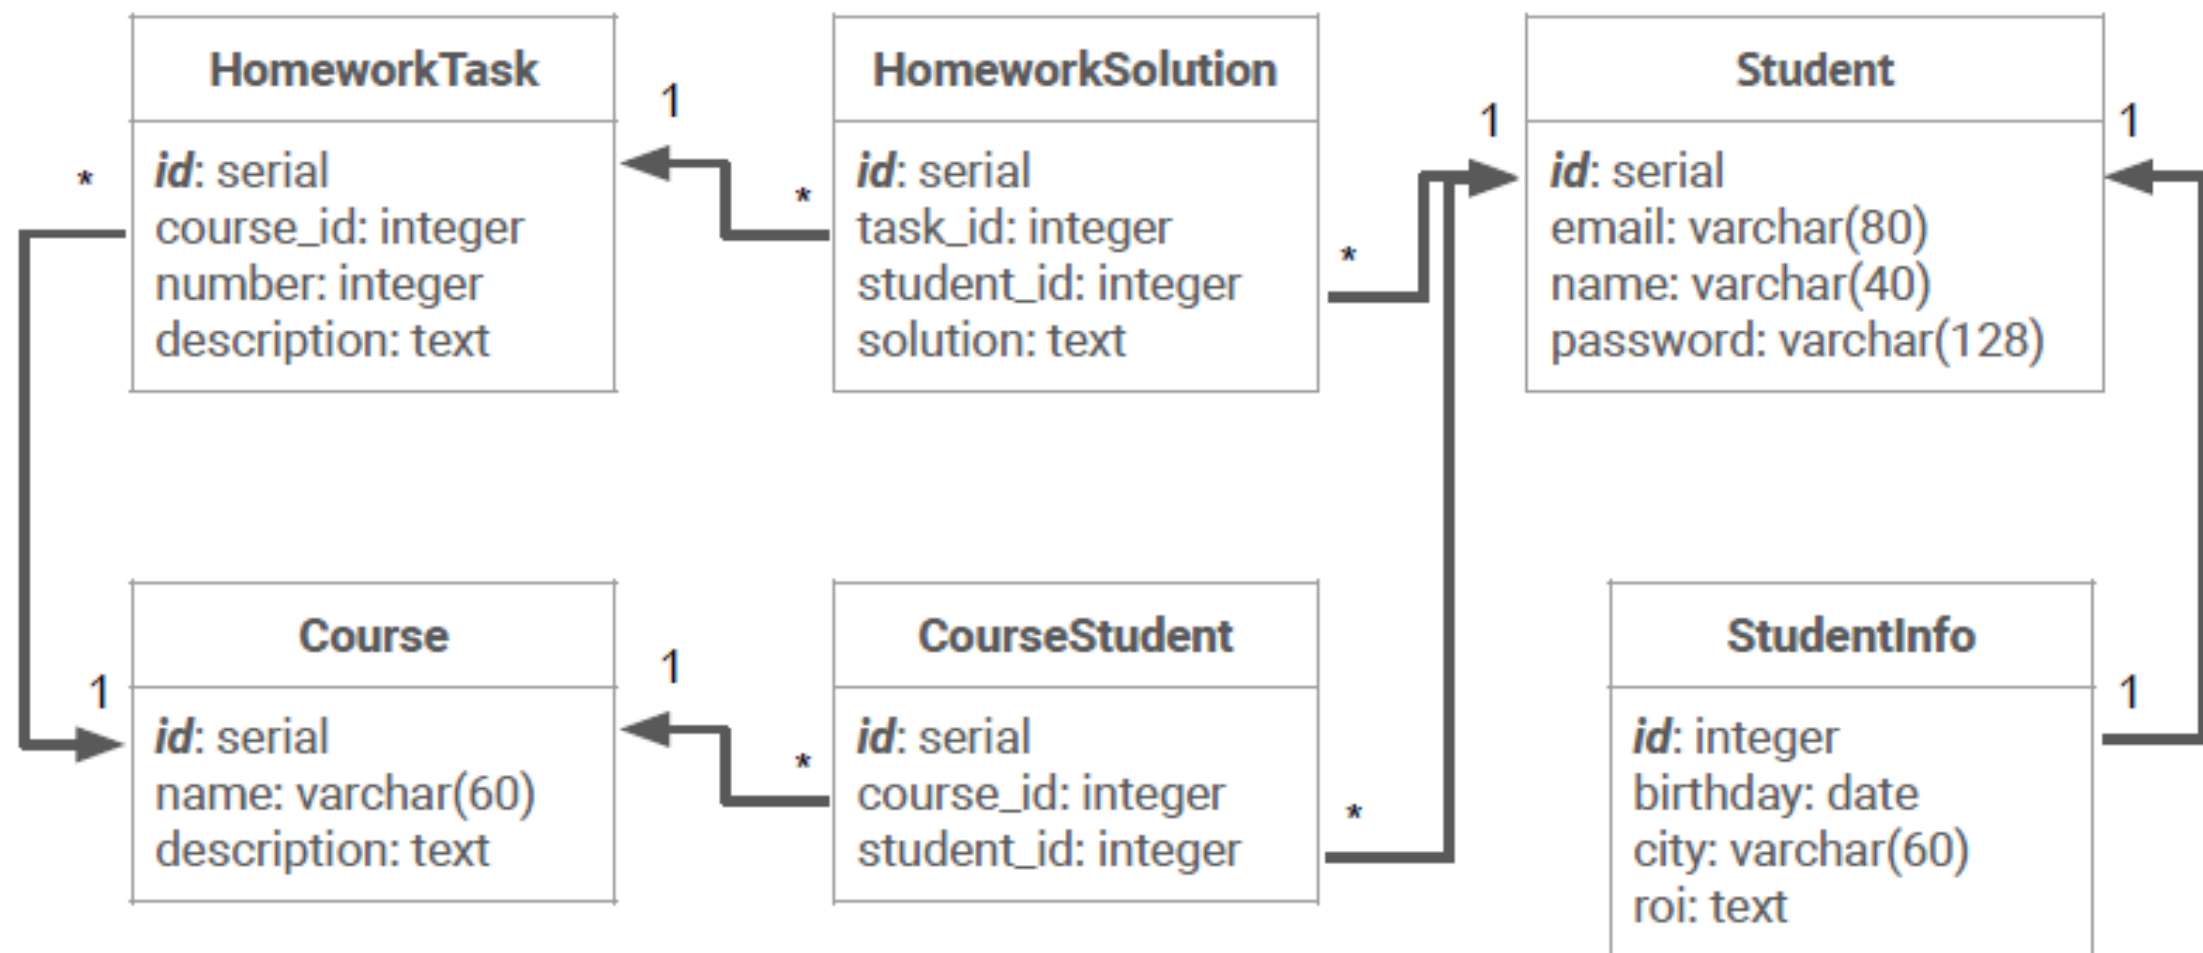 HomeworkTask
id: serial
course_id: integer
number: integer
description: text
1
*
*
HomeworkSolution
id: serial
task_id: integer
student_id: integer
solution: text
1
*
Student
id: serial
email: varchar(80)
name: varchar(40)
password: varchar(128)
1
Course
id: serial
name: varchar(60)
description: text
1
1
*
CourseStudent
id: serial
course_id: integer
student_id: integer
*
StudentInfo
id: integer
birthday: date
city: varchar(60)
roi: text
1